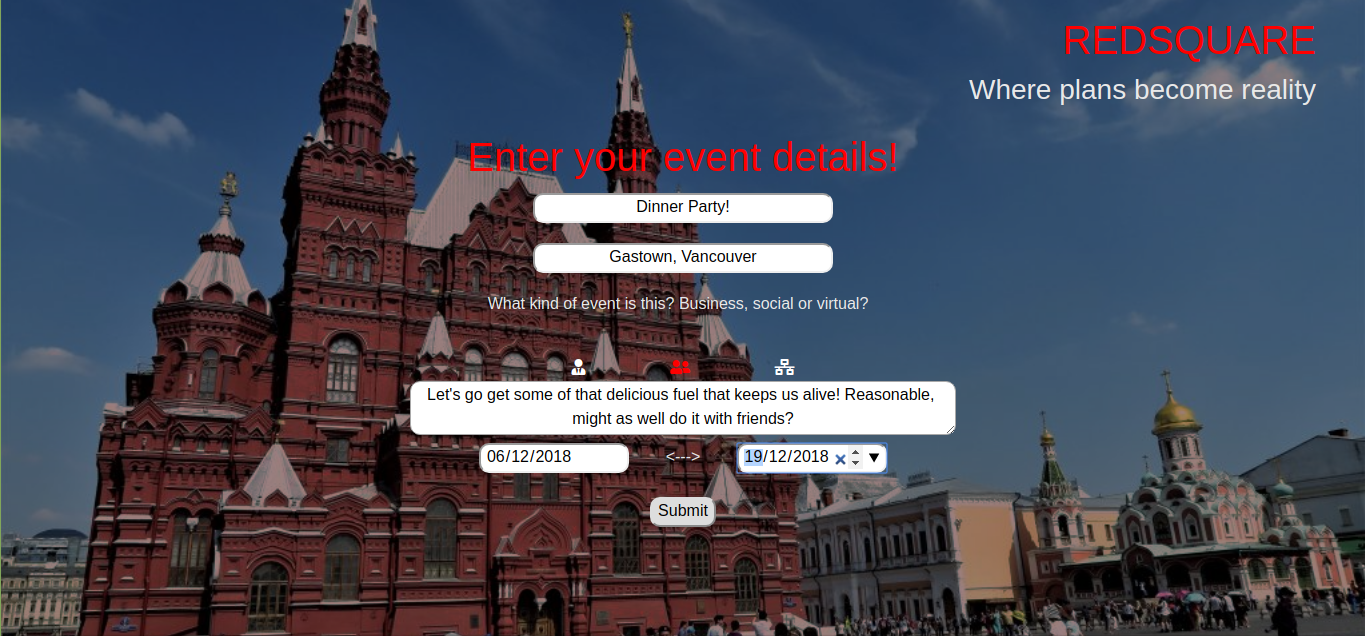 REDSQUARE
Where plans become reality
Enter your event details!
Dinner Party!
Gastown, Vancouver
What kind of event is this? Business, social or virtual?
Let's go get some of that delicious fuel that keeps us alive! Reasonable,
might as well do it with friends?
06/12/2018 <---> 19/12/2018
Submit